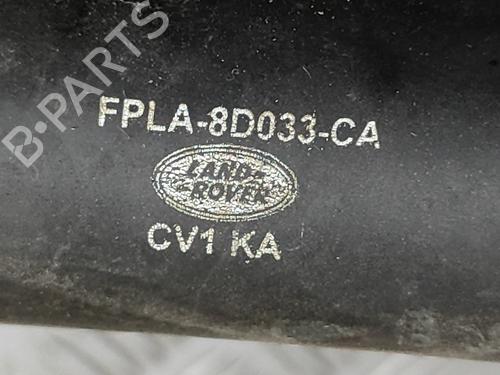 B-PARTS
FPLA-8D033-CA
LAND-
-ROVER
CV1 KA